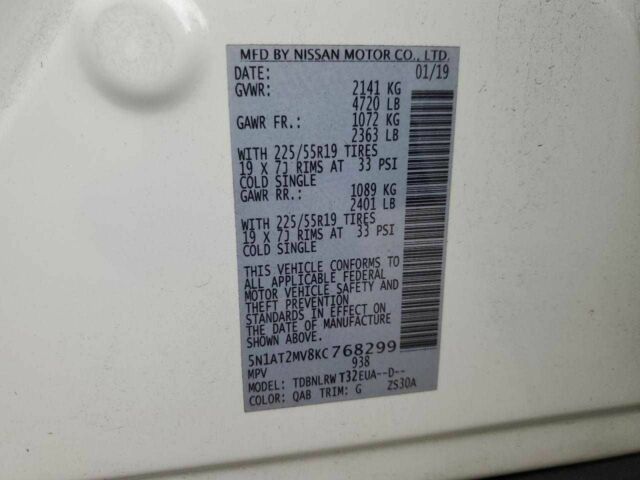 MFD BY NISSAN MOTOR CO., LTD.
DATE: 01/19
GVWR: 2141 KG
4720 LB
GAWR FR.: 1072 KG
2363 LB
WITH 225/55R19 TIRES
19 X 7J RIMS AT 33 PSI
COLD SINGLE
GAWR RR.: 1089 KG
2401 LB
WITH 225/55R19 TIRES
19 X 7J RIMS AT 33 PSI
COLD SINGLE
THIS VEHICLE CONFORMS TO
ALL APPLICABLE FEDERAL
MOTOR VEHICLE SAFETY AND
THEFT PREVENTION
STANDARDS IN EFFECT ON
THE DATE OF MANUFACTURE
SHOWN ABOVE.
5N1AT2MV8KC768299
MPV 938
MODEL: TDBNLRW T32EUA--D--
COLOR: QAB TRIM: G ZS30A